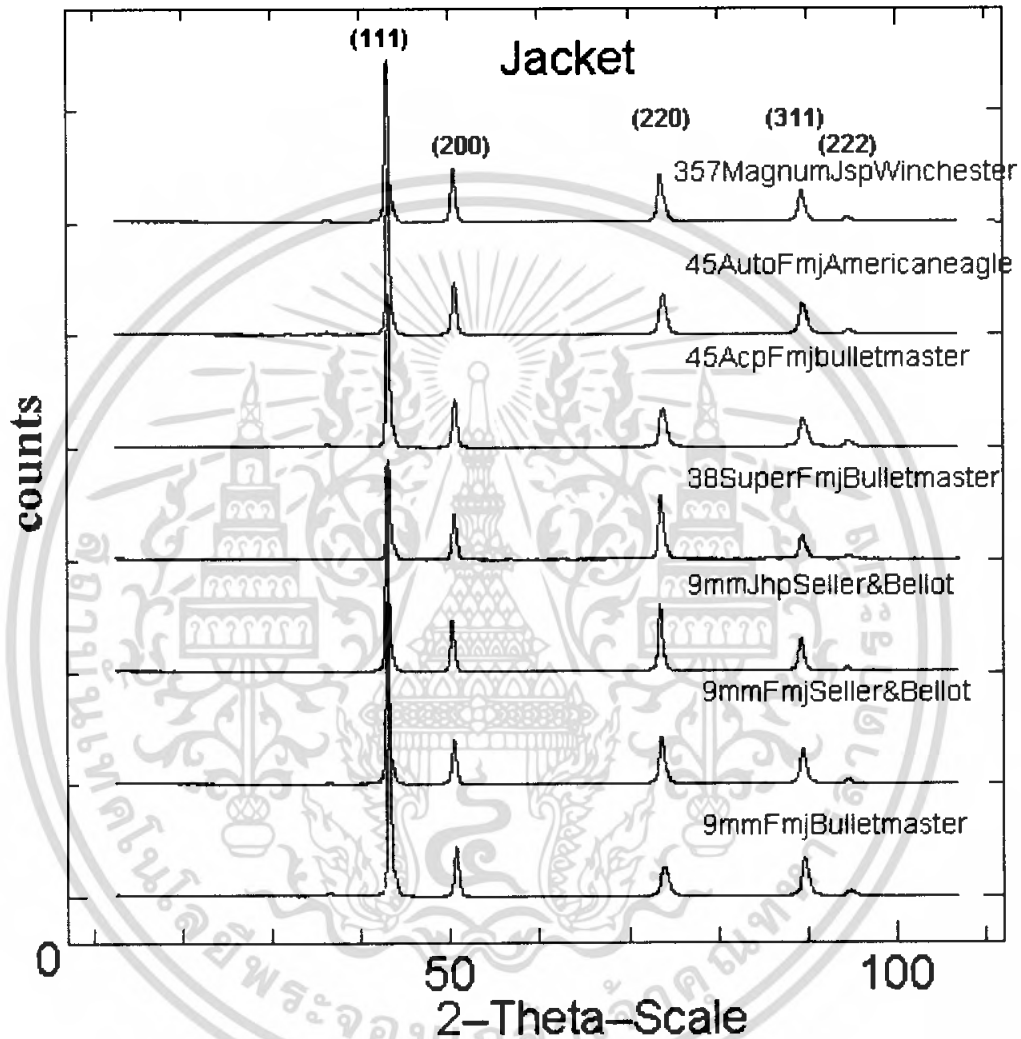 (111)
Jacket
(200)
(220)
(311)
(222)
357MagnumJspWinchester
45AutoFmjAmericaneagle
45AcpFmjbulletmaster
38SuperFmjBulletmaster
9mmJhpSeller&Bellot
9mmFmjSeller&Bellot
9mmFmjBulletmaster
counts
0
50
100
2-Theta-Scale